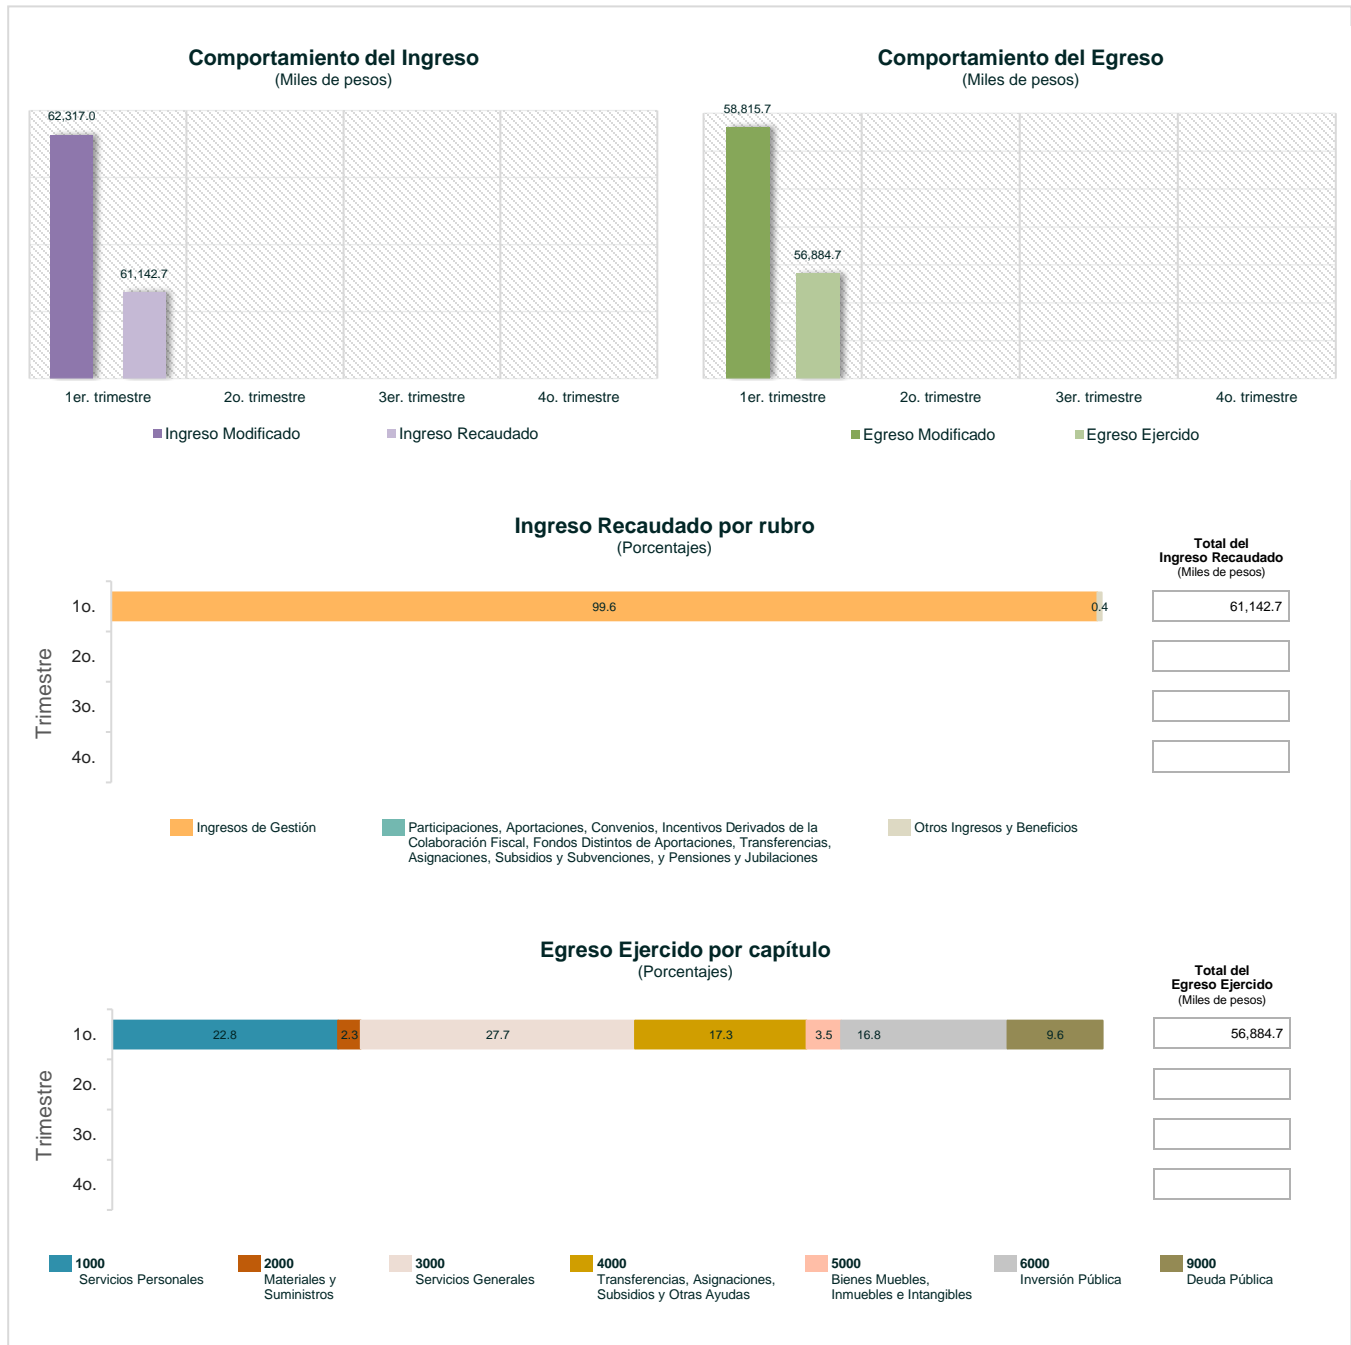 Comportamiento del Ingreso
(Miles de pesos)
62,317.0
61,142.7
1er. trimestre 2o. trimestre 3er. trimestre 4o. trimestre
Ingreso Modificado Ingreso Recaudado
Comportamiento del Egreso
(Miles de pesos)
58,815.7
56,884.7
1er. trimestre 2o. trimestre 3er. trimestre 4o. trimestre
Egreso Modificado Egreso Ejercido
Ingreso Recaudado por rubro
(Porcentajes)
Total del
Ingreso Recaudado
(Miles de pesos)
Trimestre
1o. 99.6 0.4 61,142.7
2o.
3o.
4o.
Ingresos de Gestión
Participaciones, Aportaciones, Convenios, Incentivos Derivados de la
Colaboración Fiscal, Fondos Distintos de Aportaciones, Transferencias,
Asignaciones, Subsidios y Subvenciones, y Pensiones y Jubilaciones
Otros Ingresos y Beneficios
Egreso Ejercido por capítulo
(Porcentajes)
Total del
Egreso Ejercido
(Miles de pesos)
Trimestre
1o. 22.8 2.3 27.7 17.3 3.5 16.8 9.6 56,884.7
2o.
3o.
4o.
1000
Servicios Personales
2000
Materiales y
Suministros
3000
Servicios Generales
4000
Transferencias, Asignaciones,
Subsidios y Otras Ayudas
5000
Bienes Muebles,
Inmuebles e Intangibles
6000
Inversión Pública
9000
Deuda Pública